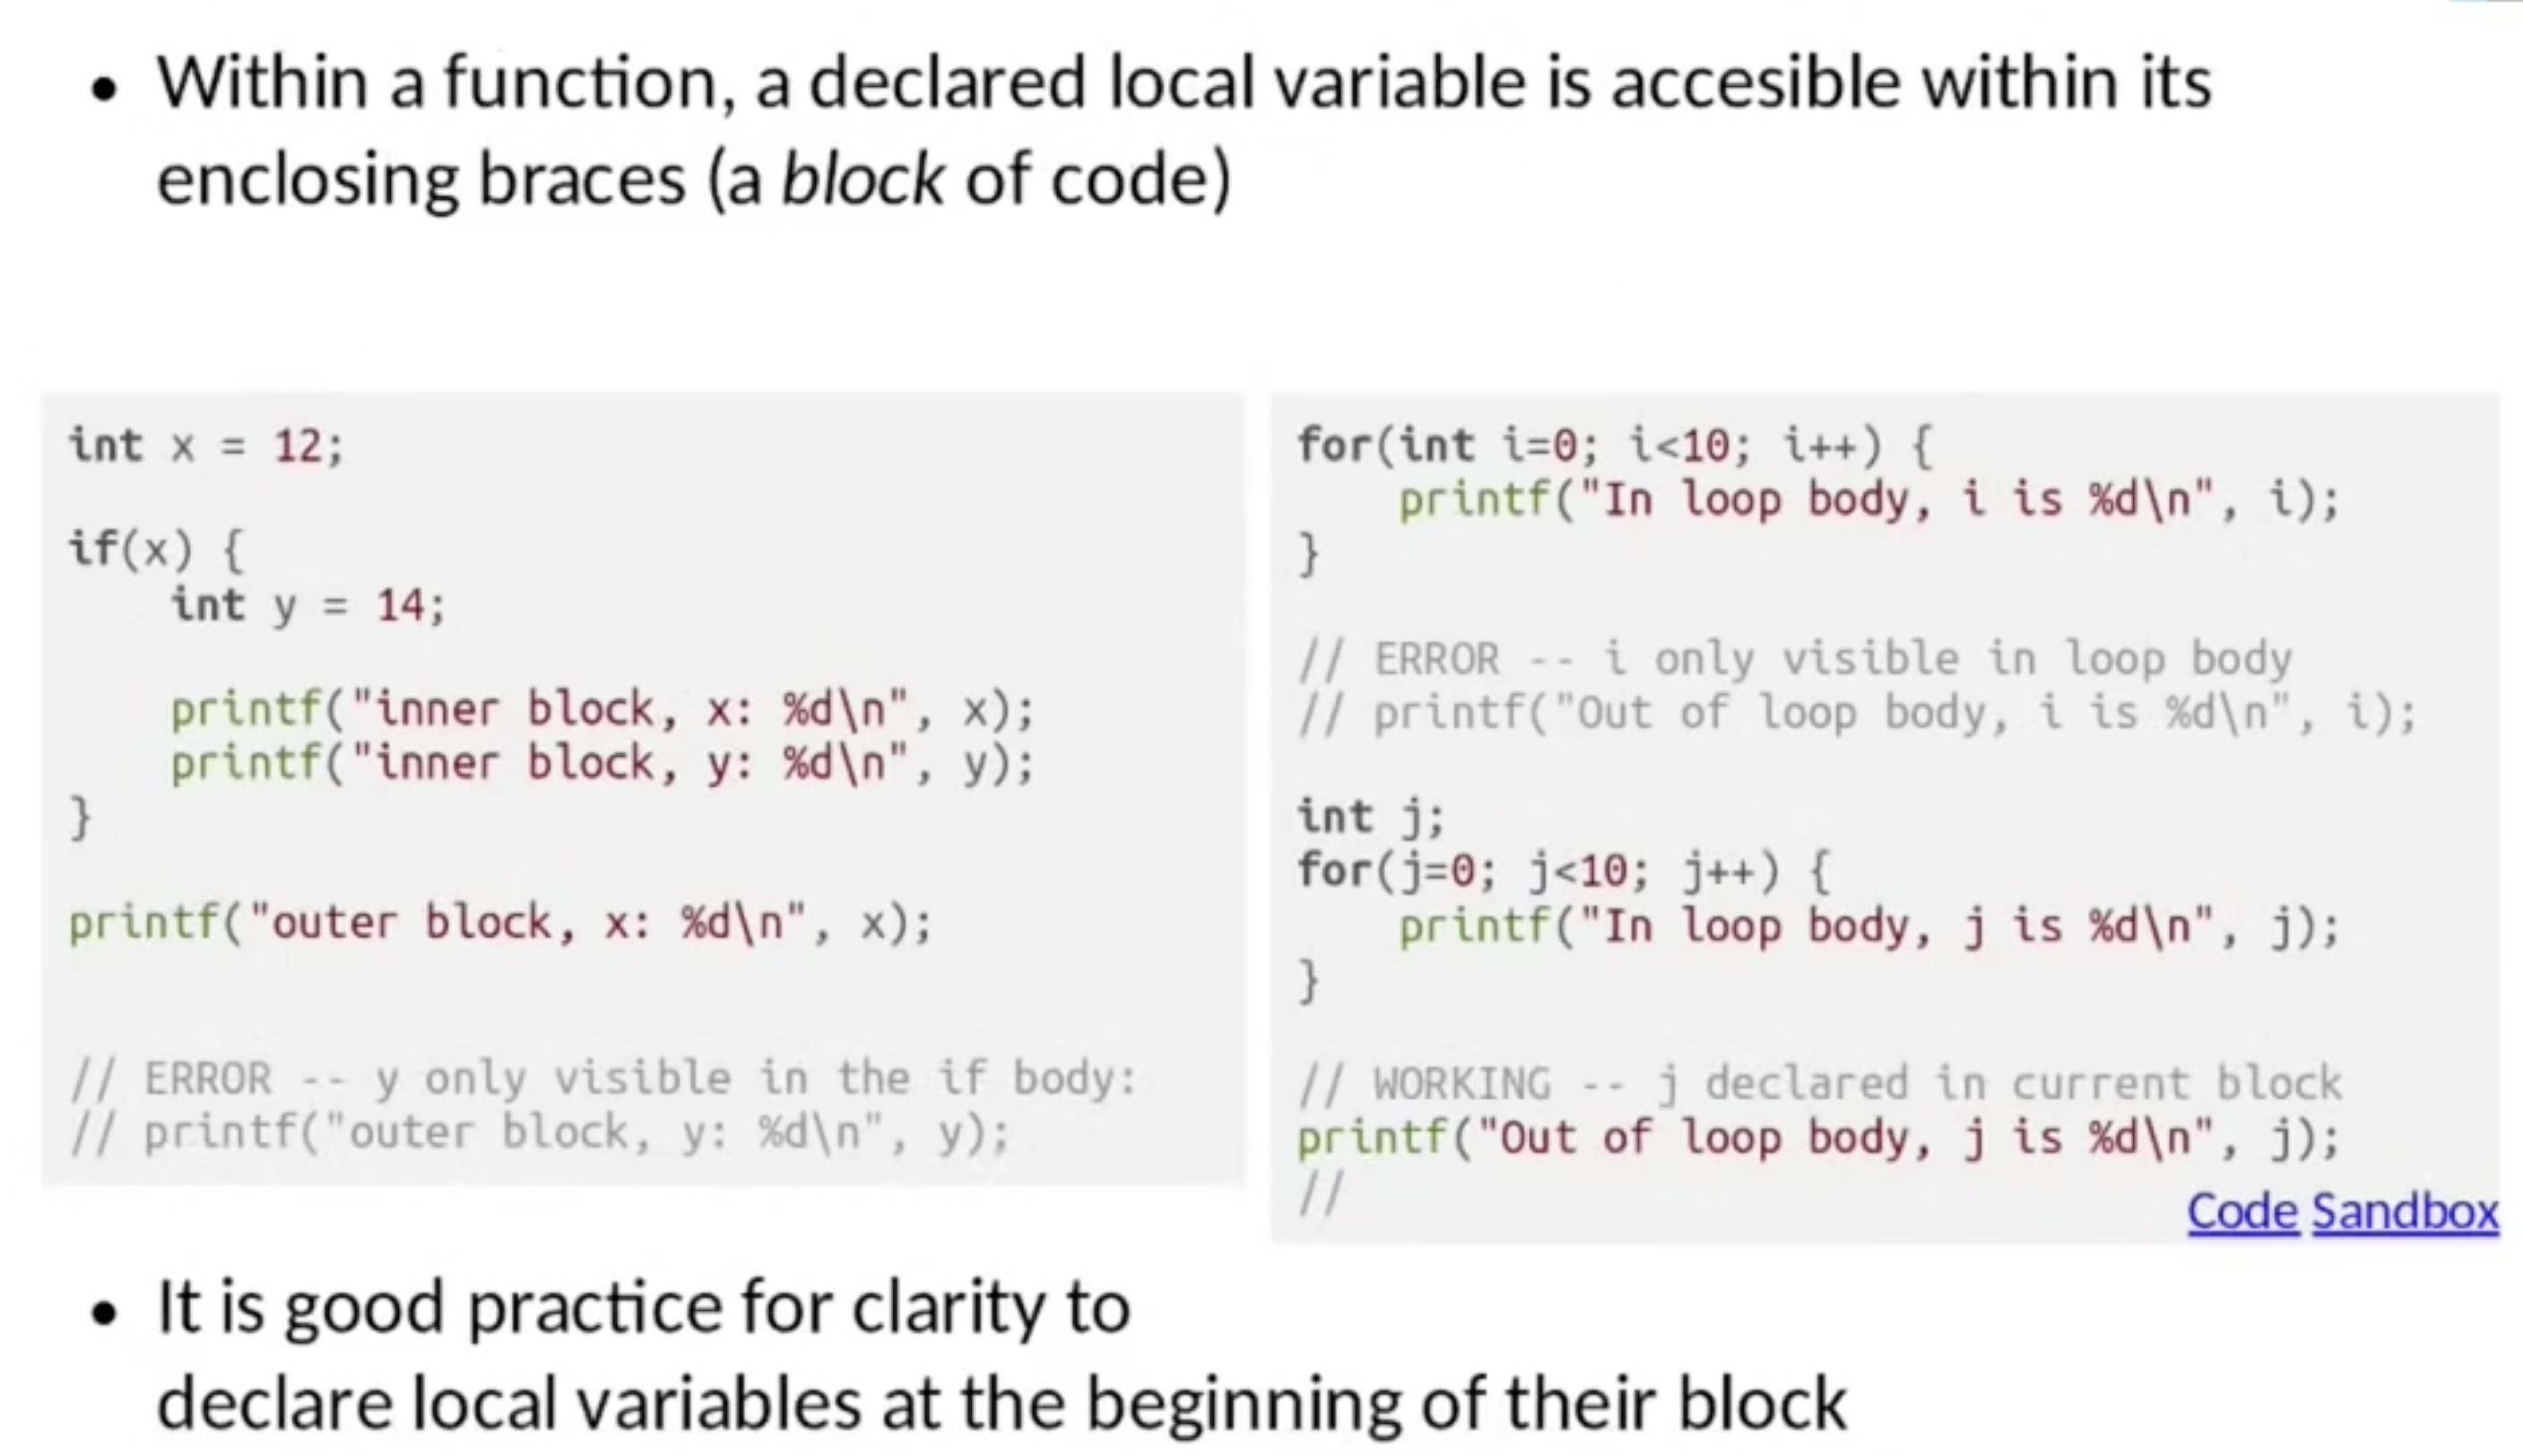 • Within a function, a declared local variable is accesible within its
enclosing braces (a block of code)
int x = 12;
if(x) {
    int y = 14;
    printf("inner block, x: %d\n", x);
    printf("inner block, y: %d\n", y);
}
printf("outer block, x: %d\n", x);
// ERROR -- y only visible in the if body:
// printf("outer block, y: %d\n", y);
for(int i=0; i<10; i++) {
    printf("In loop body, i is %d\n", i);
}
// ERROR -- i only visible in loop body
// printf("Out of loop body, i is %d\n", i);
int j;
for(j=0; j<10; j++) {
    printf("In loop body, j is %d\n", j);
}
// WORKING -- j declared in current block
printf("Out of loop body, j is %d\n", j);
//
Code Sandbox
• It is good practice for clarity to
declare local variables at the beginning of their block